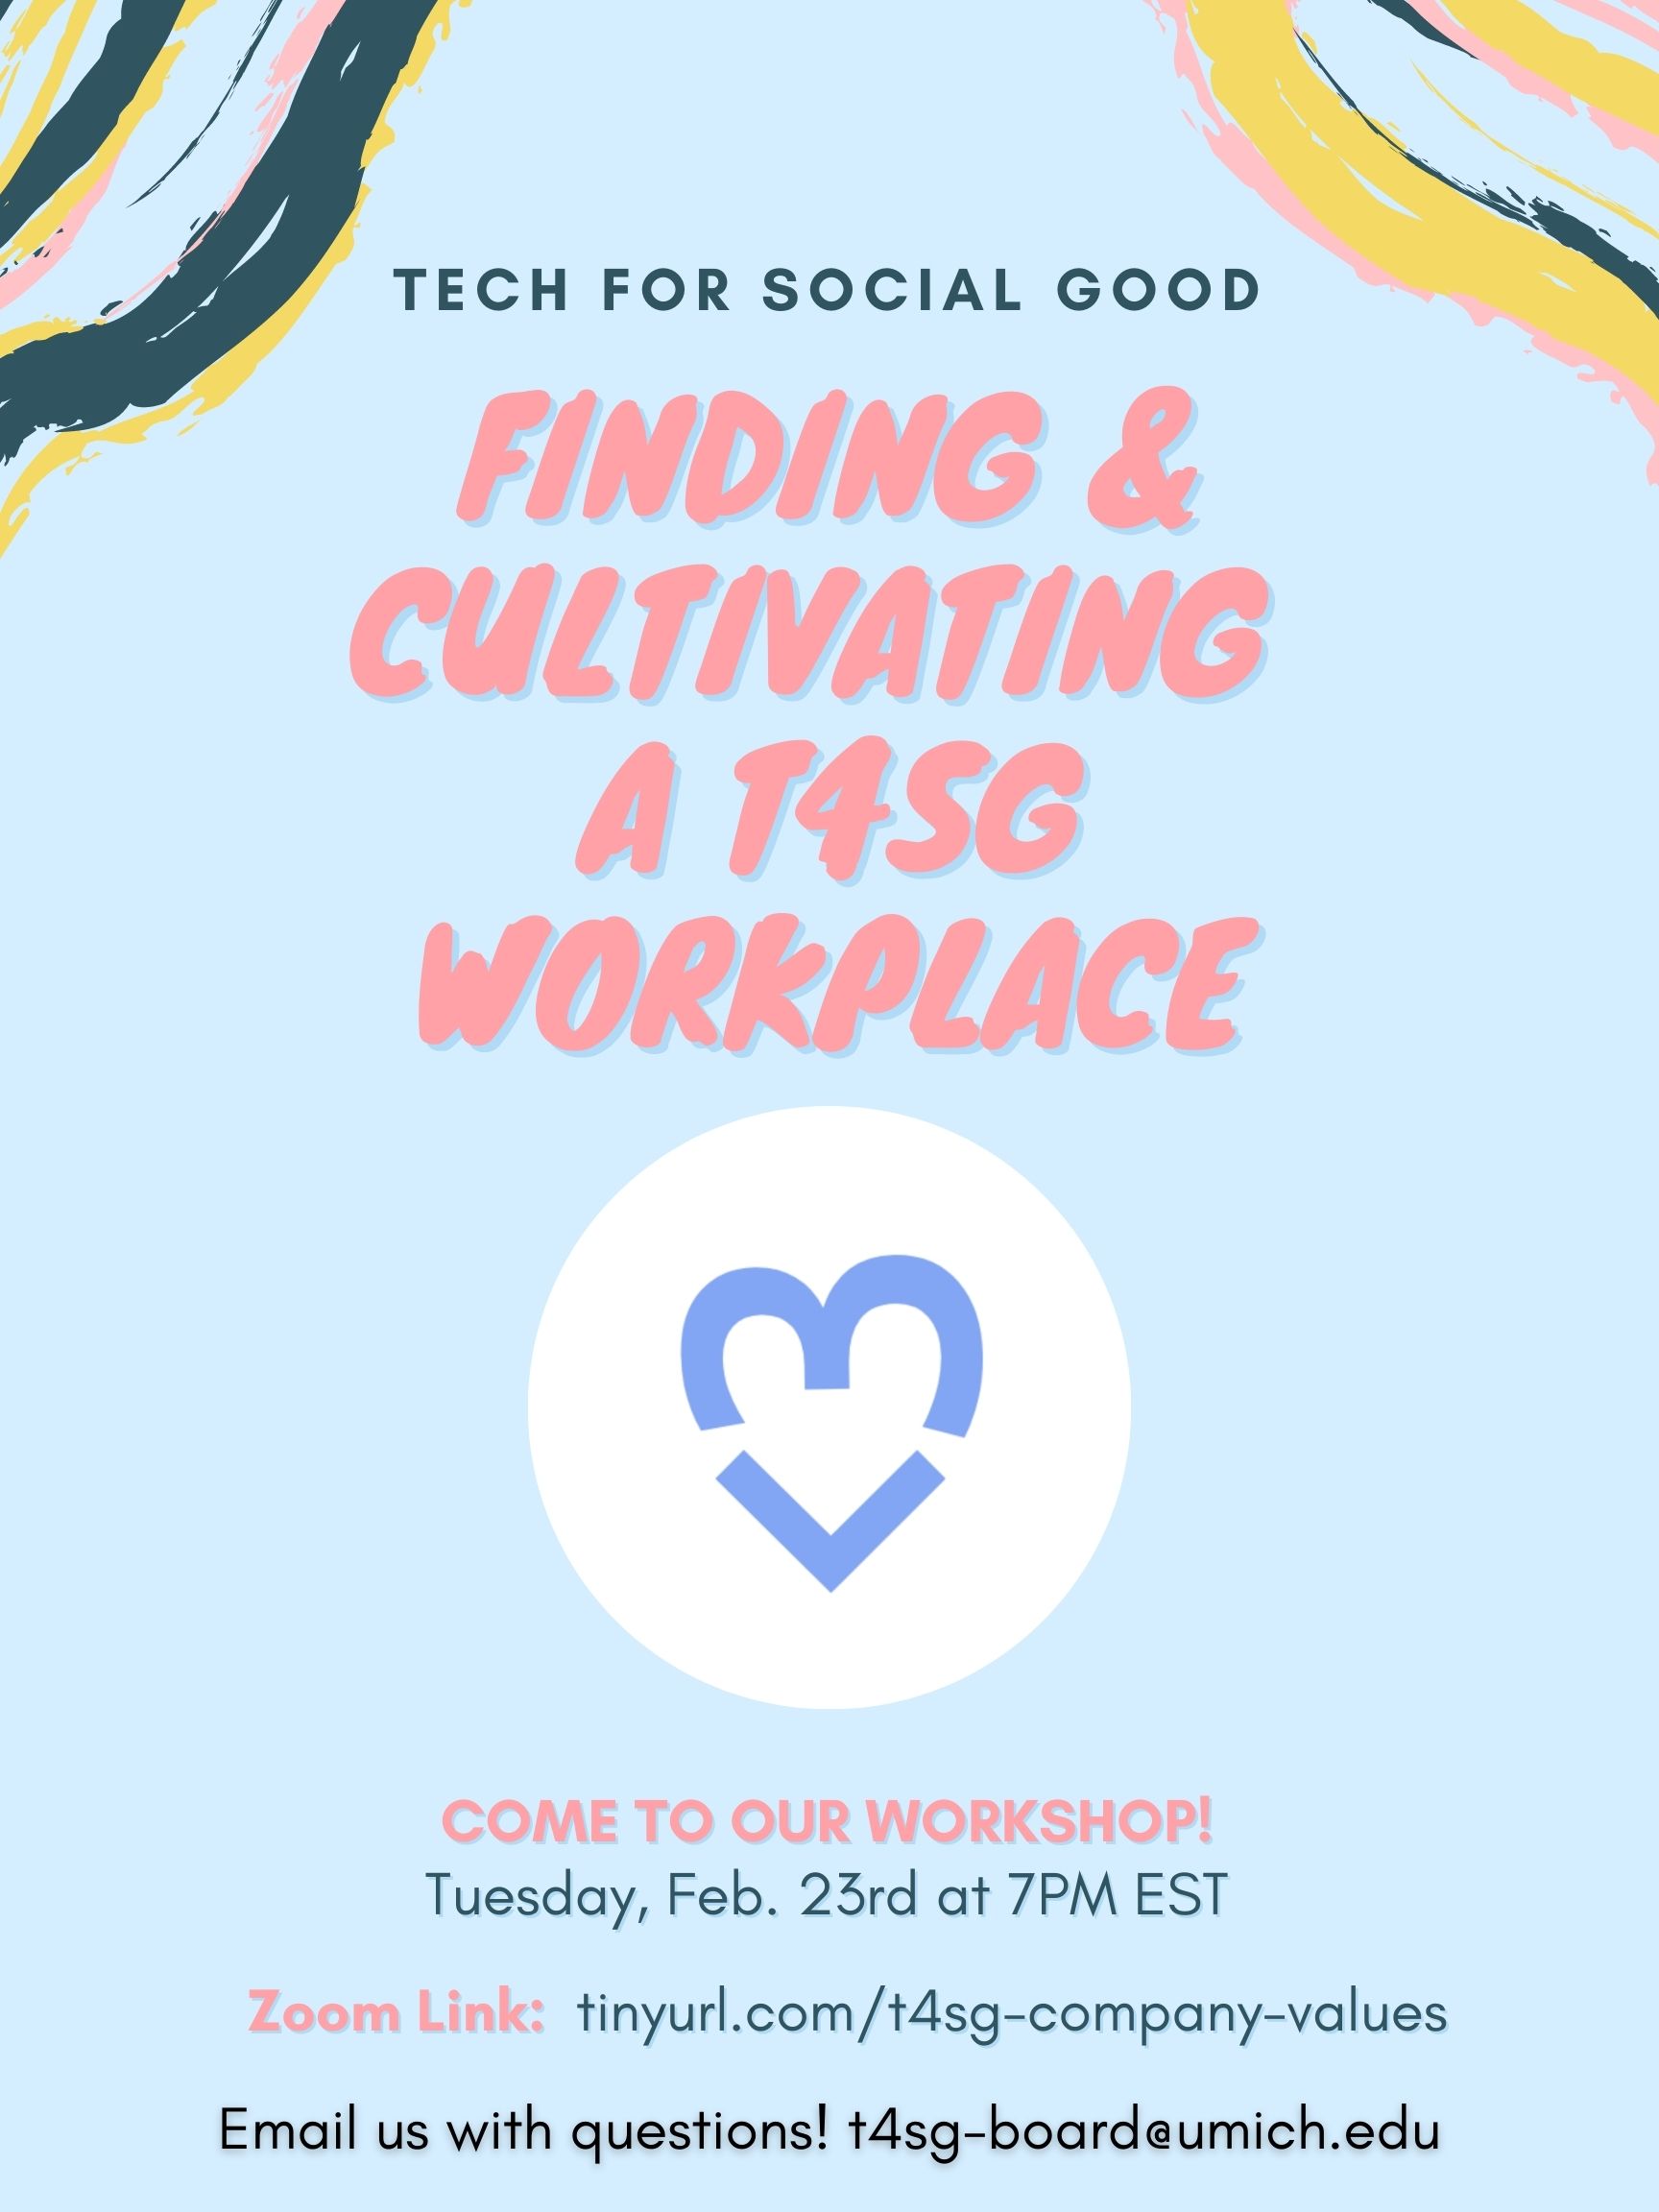 TECH FOR SOCIAL GOOD
FINDING &
CULTIVATING
A T4SG
WORKPLACE
COME TO OUR WORKSHOP!
Tuesday, Feb. 23rd at 7PM EST
Zoom Link: tinyurl.com/t4sg-company-values
Email us with questions! t4sg-board@umich.edu